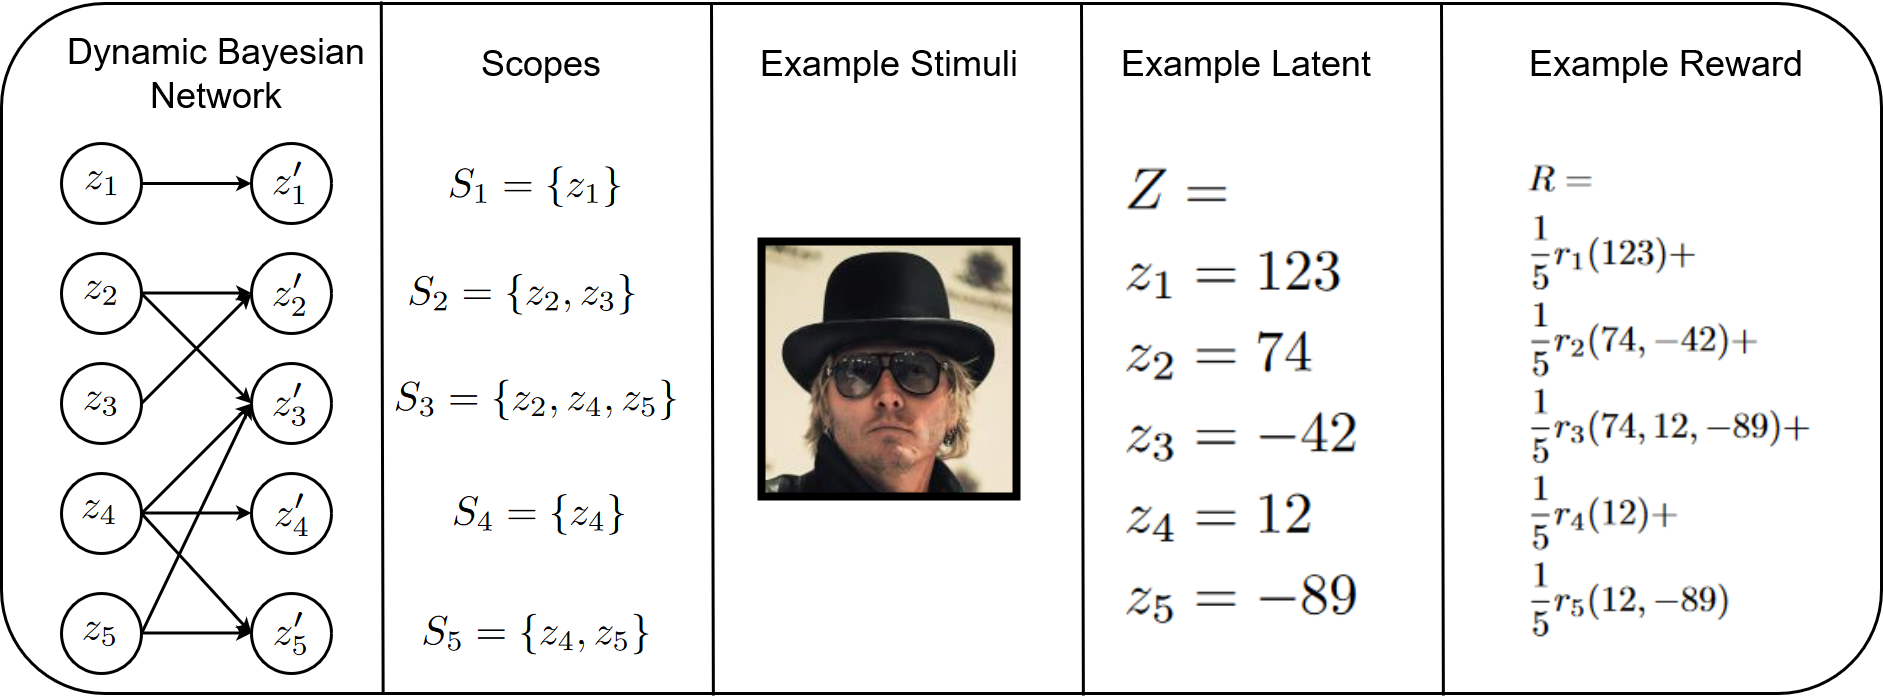 Dynamic Bayesian
Network
z₁ z′₁
z₂ z′₂
z₃ z′₃
z₄ z′₄
z₅ z′₅
Scopes
S₁ = {z₁}
S₂ = {z₂, z₃}
S₃ = {z₂, z₄, z₅}
S₄ = {z₄}
S₅ = {z₄, z₅}
Example Stimuli
Example Latent
Z =
z₁ = 123
z₂ = 74
z₃ = −42
z₄ = 12
z₅ = −89
Example Reward
R =
1/5 r₁(123)+
1/5 r₂(74, −42)+
1/5 r₃(74, 12, −89)+
1/5 r₄(12)+
1/5 r₅(12, −89)